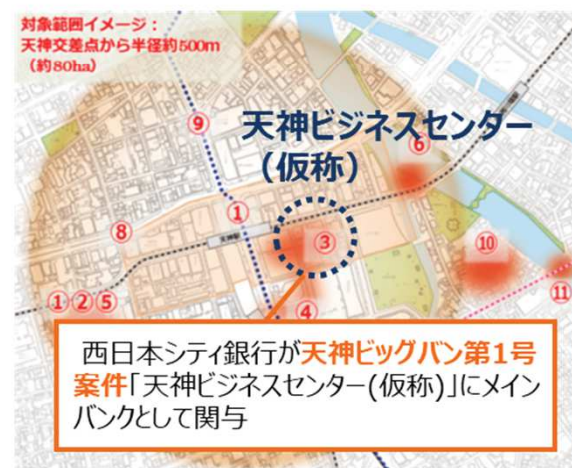 対象範囲イメージ：
天神交差点から半径約500m
（約80ha）
⑨
天神ビジネスセンター
（仮称）
⑥
①
天神駅
③
⑧
⑩
①②⑤
④
⑪
西日本シティ銀行が天神ビッグバン第1号
案件「天神ビジネスセンター(仮称)」にメイン
バンクとして関与